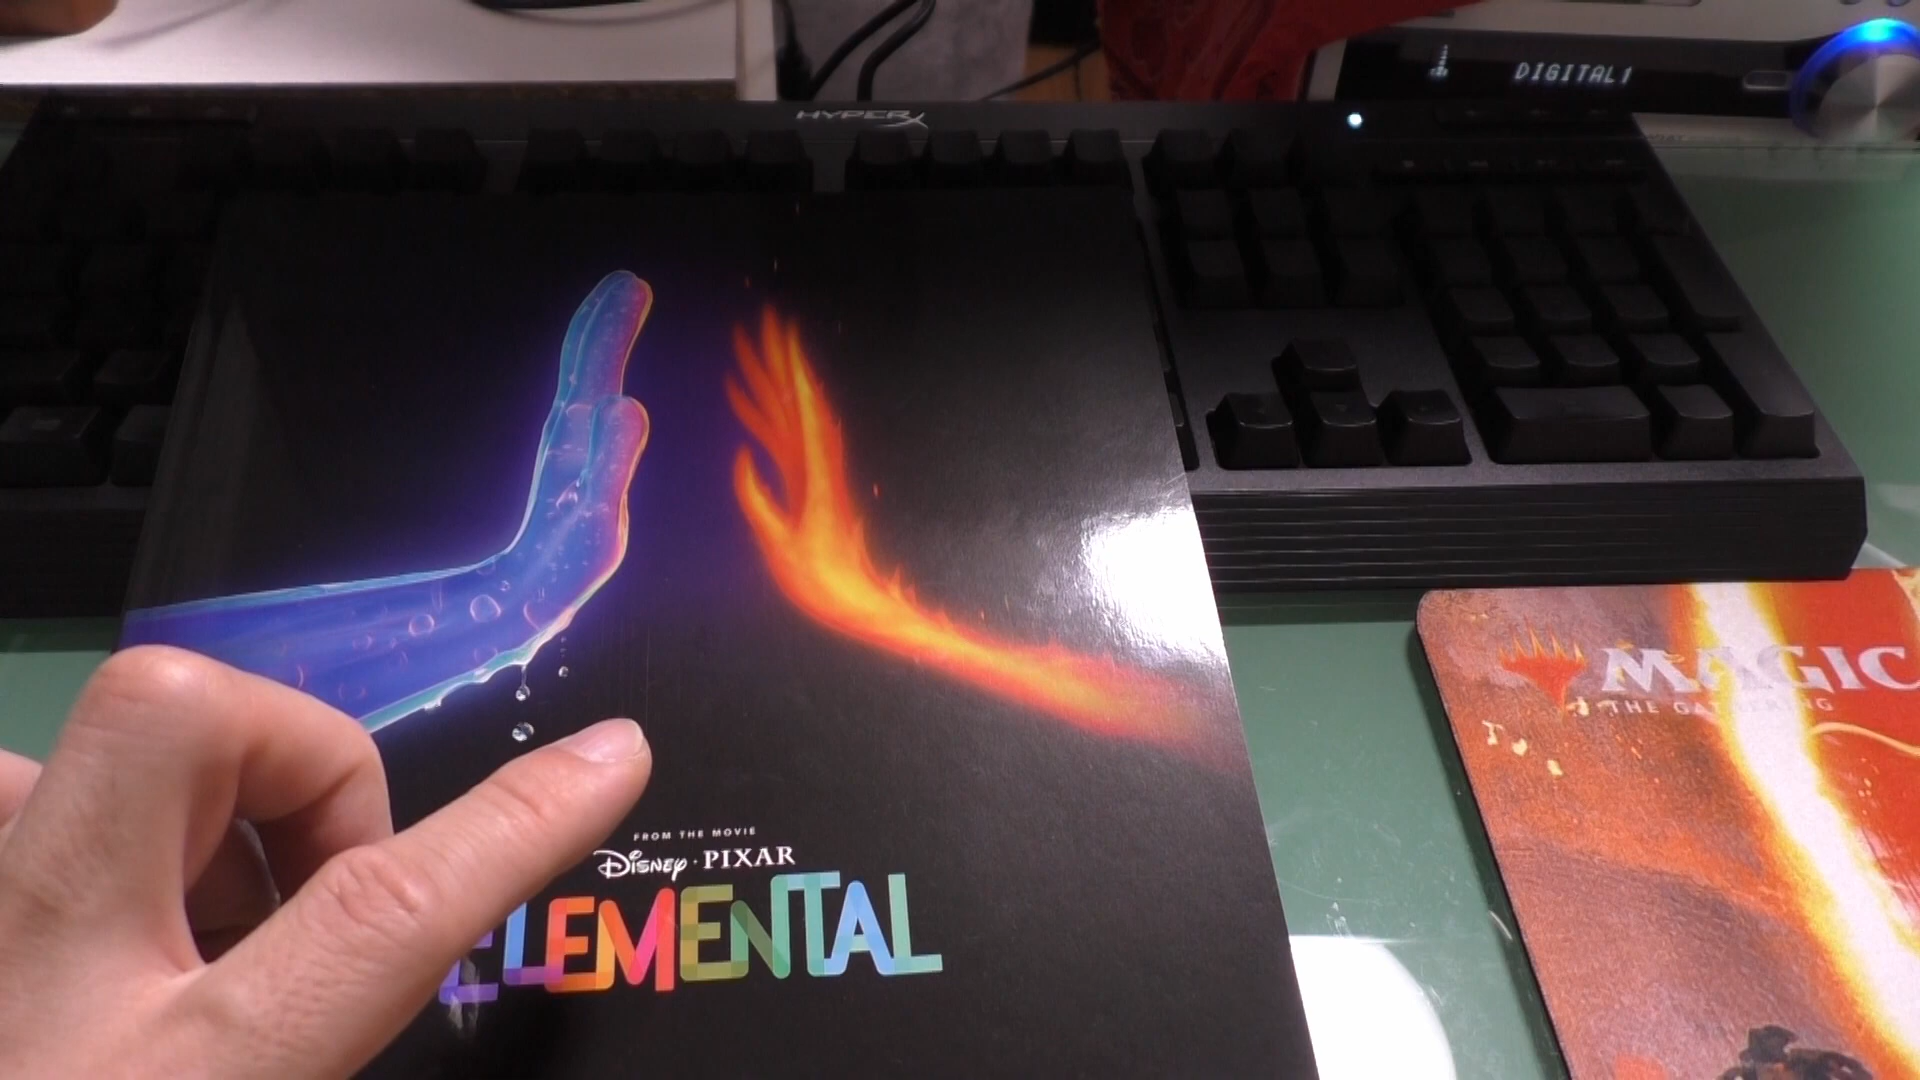 DIGITAL1
HYPERX
MAGIC
THE GATHERING
FROM THE MOVIE
Disney · PIXAR
ELEMENTAL